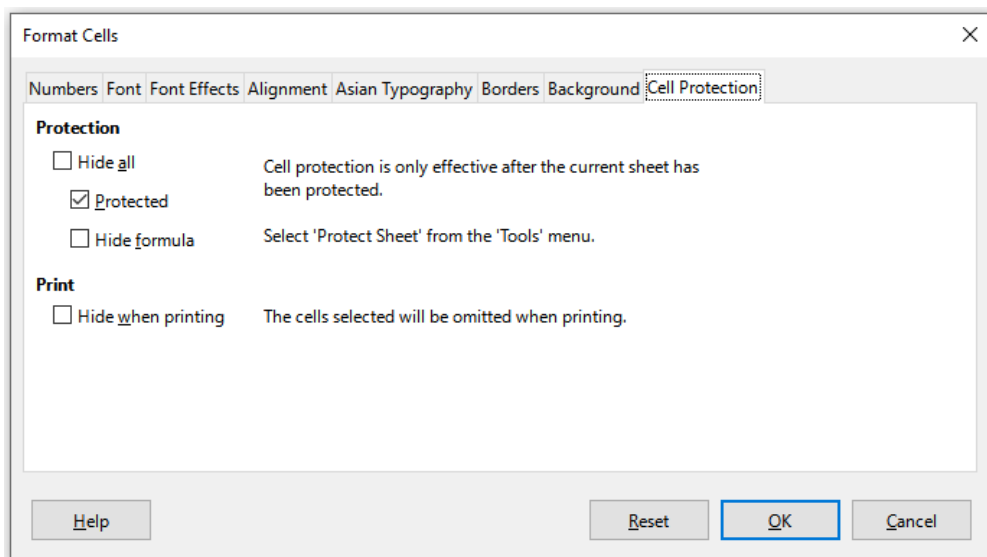 Format Cells
Numbers Font Font Effects Alignment Asian Typography Borders Background Cell Protection
Protection
Hide all
Cell protection is only effective after the current sheet has
been protected.
Protected
Hide formula
Select 'Protect Sheet' from the 'Tools' menu.
Print
Hide when printing
The cells selected will be omitted when printing.
Help
Reset
OK
Cancel